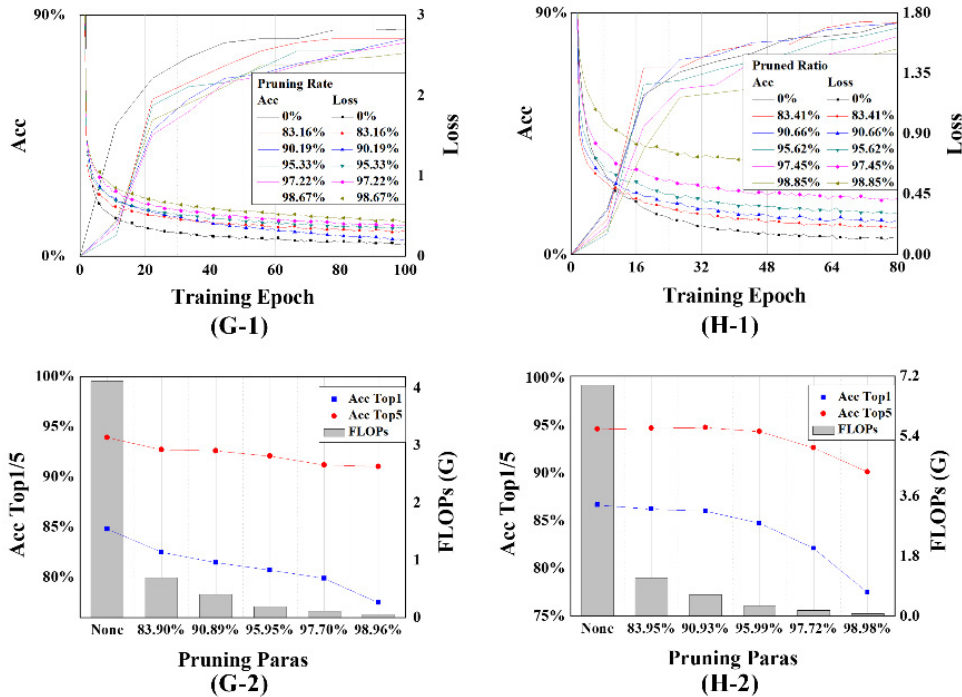 90%
Acc
0%
3
2
1
0
Loss
Pruning Rate
Acc Loss
0% 0%
83.16% 83.16%
90.19% 90.19%
95.33% 95.33%
97.22% 97.22%
98.67% 98.67%
0 20 40 60 80 100
Training Epoch
(G-1)
90%
Acc
0%
1.80
1.35
0.90
0.45
0.00
Loss
Pruned Ratio
Acc Loss
0% 0%
83.41% 83.41%
90.66% 90.66%
95.62% 95.62%
97.45% 97.45%
98.85% 98.85%
0 16 32 48 64 80
Training Epoch
(H-1)
100%
95%
90%
85%
80%
Acc Top1/5
4
3
2
1
0
FLOPs (G)
Acc Top1
Acc Top5
FLOPs
None 83.90% 90.89% 95.95% 97.70% 98.96%
Pruning Paras
(G-2)
100%
95%
90%
85%
80%
75%
Acc Top1/5
7.2
5.4
3.6
1.8
0.0
FLOPs (G)
Acc Top1
Acc Top5
FLOPs
None 83.95% 90.93% 95.99% 97.72% 98.98%
Pruning Paras
(H-2)